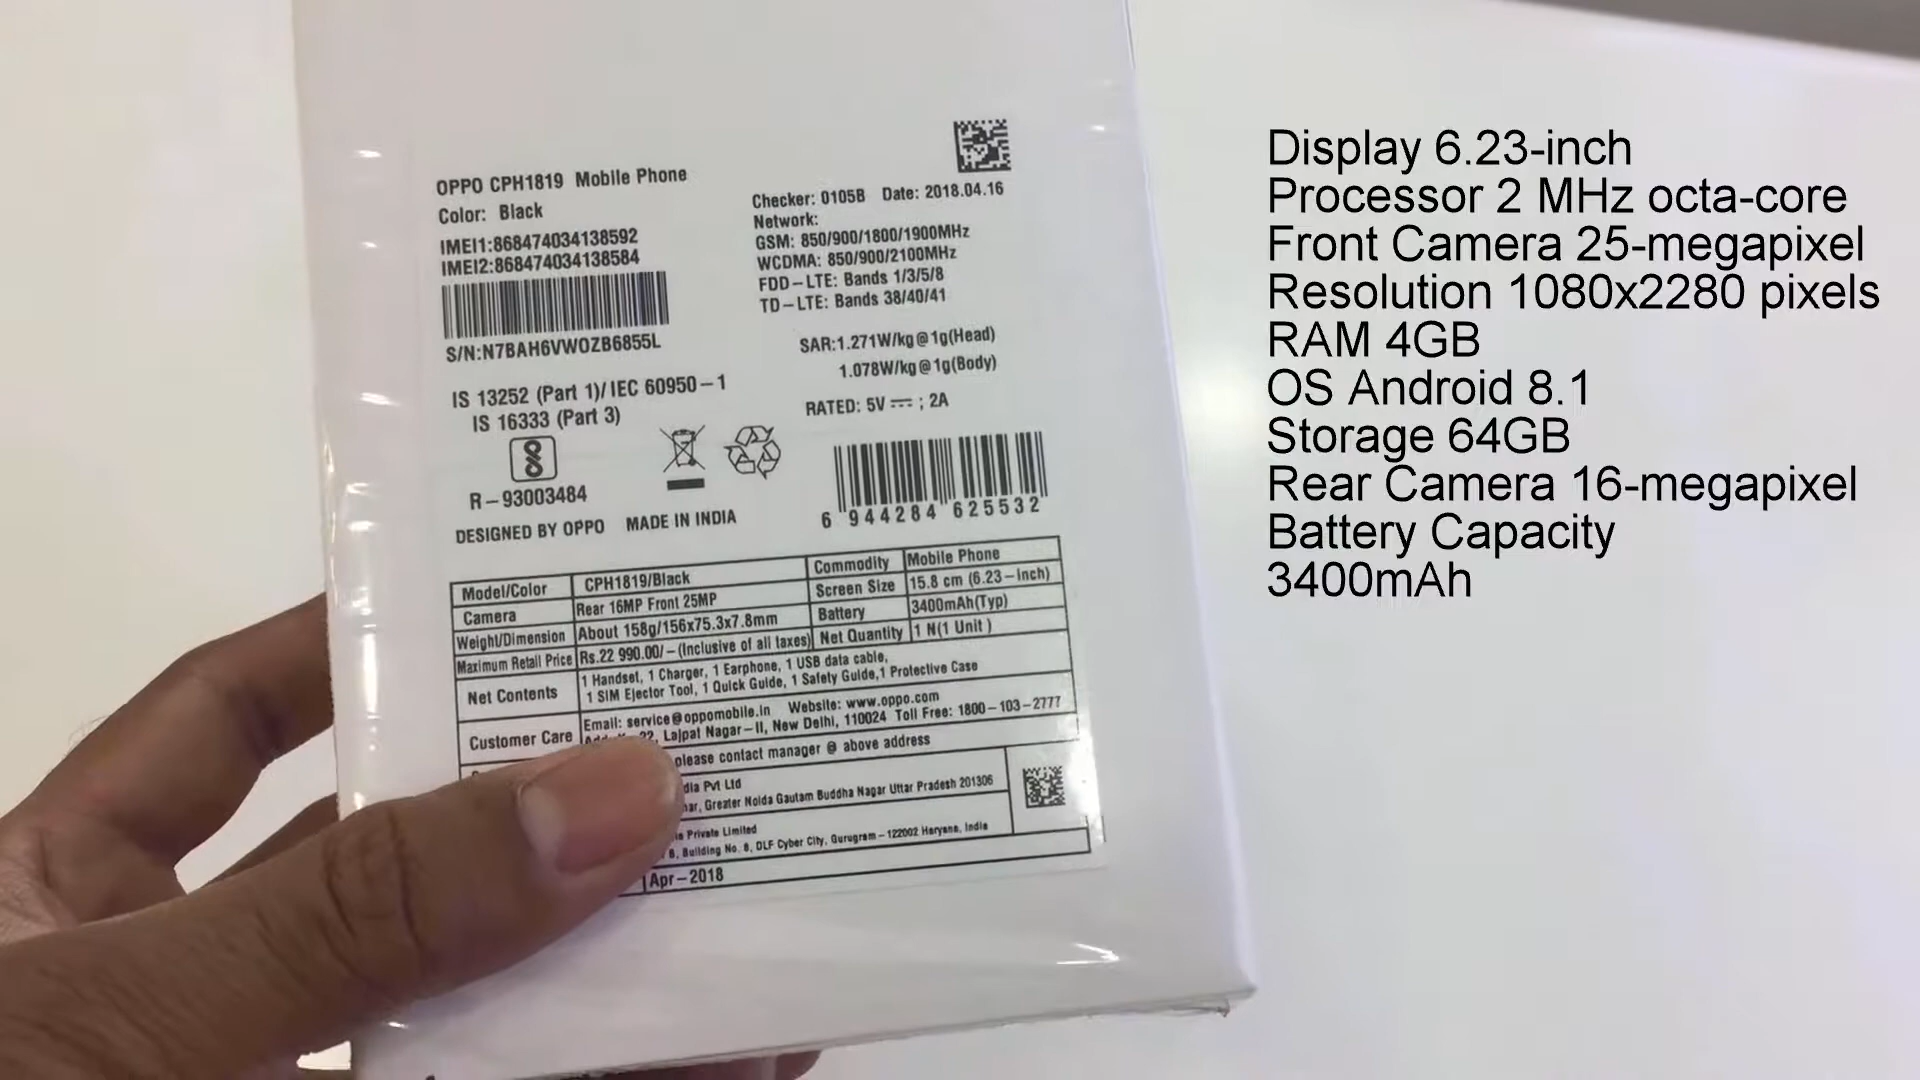 OPPO CPH1819 Mobile Phone
Color: Black
IMEI1:868474034138592
IMEI2:868474034138584
S/N:N7BAH6VWOZB6855L
IS 13252 (Part 1)/ IEC 60950-1
IS 16333 (Part 3)
R-93003484
DESIGNED BY OPPO MADE IN INDIA
Checker: 0105B Date: 2018.04.16
Network:
GSM: 850/900/1800/1900MHz
WCDMA: 850/900/2100MHz
FDD-LTE: Bands 1/3/5/8
TD-LTE: Bands 38/40/41
SAR:1.271W/kg@1g(Head)
1.078W/kg@1g(Body)
RATED: 5V ; 2A
6 944284 625532
Model/Color CPH1819/Black Commodity Mobile Phone
Camera Rear 16MP Front 25MP Screen Size 15.8 cm (6.23-inch)
Weight/Dimension About 158g/156x75.3x7.8mm Battery 3400mAh(Typ)
Maximum Retail Price Rs.22 990.00/-(Inclusive of all taxes) Net Quantity 1 N(1 Unit )
Net Contents 1 Handset, 1 Charger, 1 Earphone, 1 USB data cable,
1 SIM Ejector Tool, 1 Quick Guide, 1 Safety Guide,1 Protective Case
Customer Care Email: service@oppomobile.in Website: www.oppo.com
22, Lajpat Nagar-II, New Delhi, 110024 Toll Free: 1800-103-2777
please contact manager @ above address
Pvt Ltd
Greater Noida Gautam Buddha Nagar Uttar Pradesh 201306
Private Limited
8, Building No. 8, DLF Cyber City, Gurugram-122002 Haryana, India
Apr-2018
Display 6.23-inch
Processor 2 MHz octa-core
Front Camera 25-megapixel
Resolution 1080x2280 pixels
RAM 4GB
OS Android 8.1
Storage 64GB
Rear Camera 16-megapixel
Battery Capacity
3400mAh